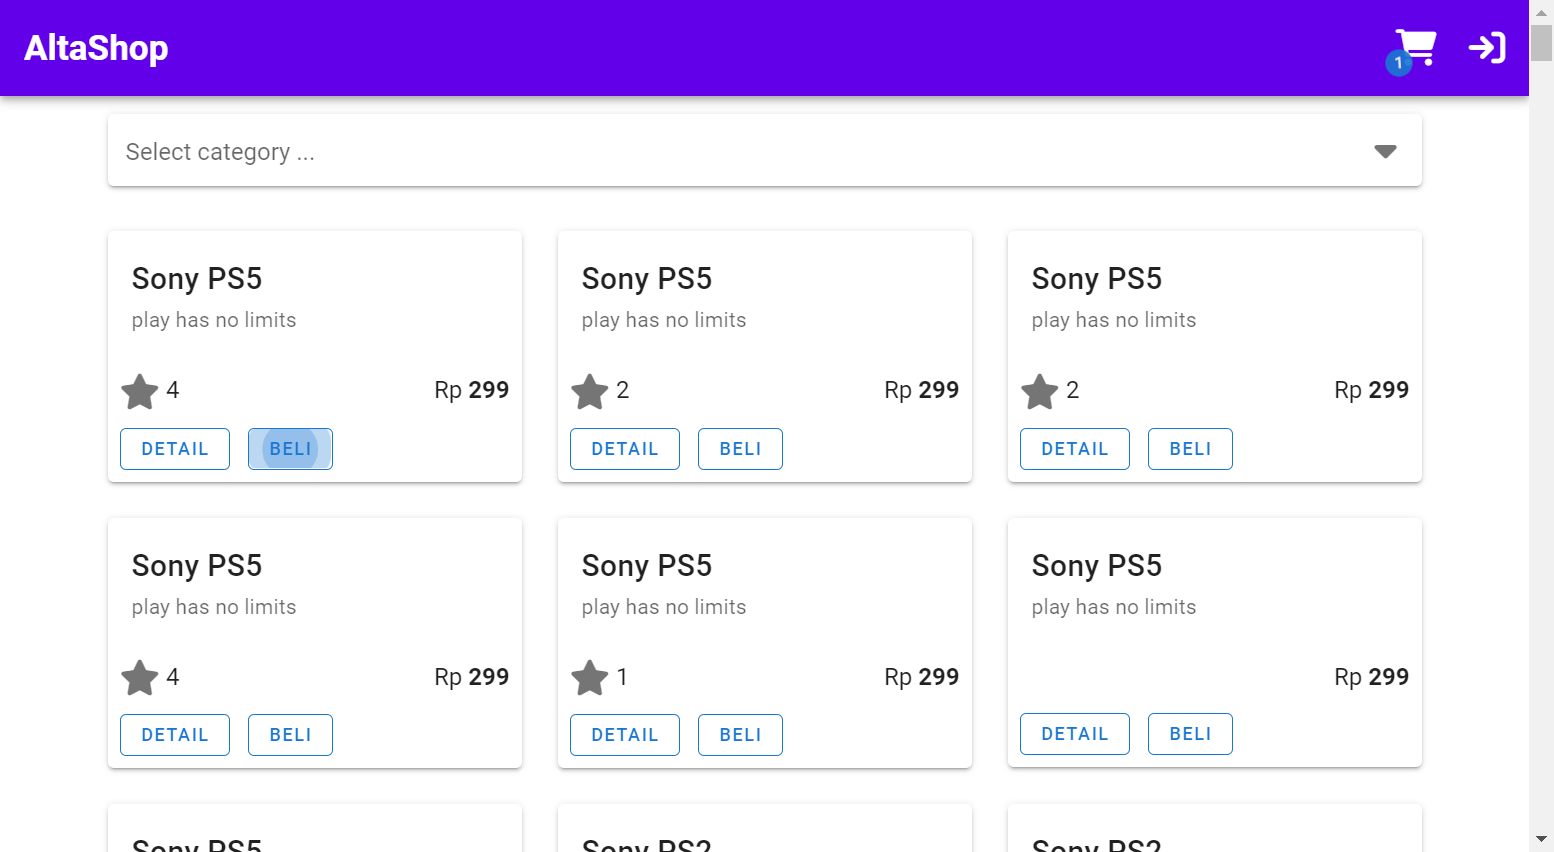 AltaShop
1
Select category ...
Sony PS5
play has no limits
4
Rp 299
DETAIL
BELI
Sony PS5
play has no limits
2
Rp 299
DETAIL
BELI
Sony PS5
play has no limits
2
Rp 299
DETAIL
BELI
Sony PS5
play has no limits
4
Rp 299
DETAIL
BELI
Sony PS5
play has no limits
1
Rp 299
DETAIL
BELI
Sony PS5
play has no limits
Rp 299
DETAIL
BELI
Sony PS5
Sony PS2
Sony PS2